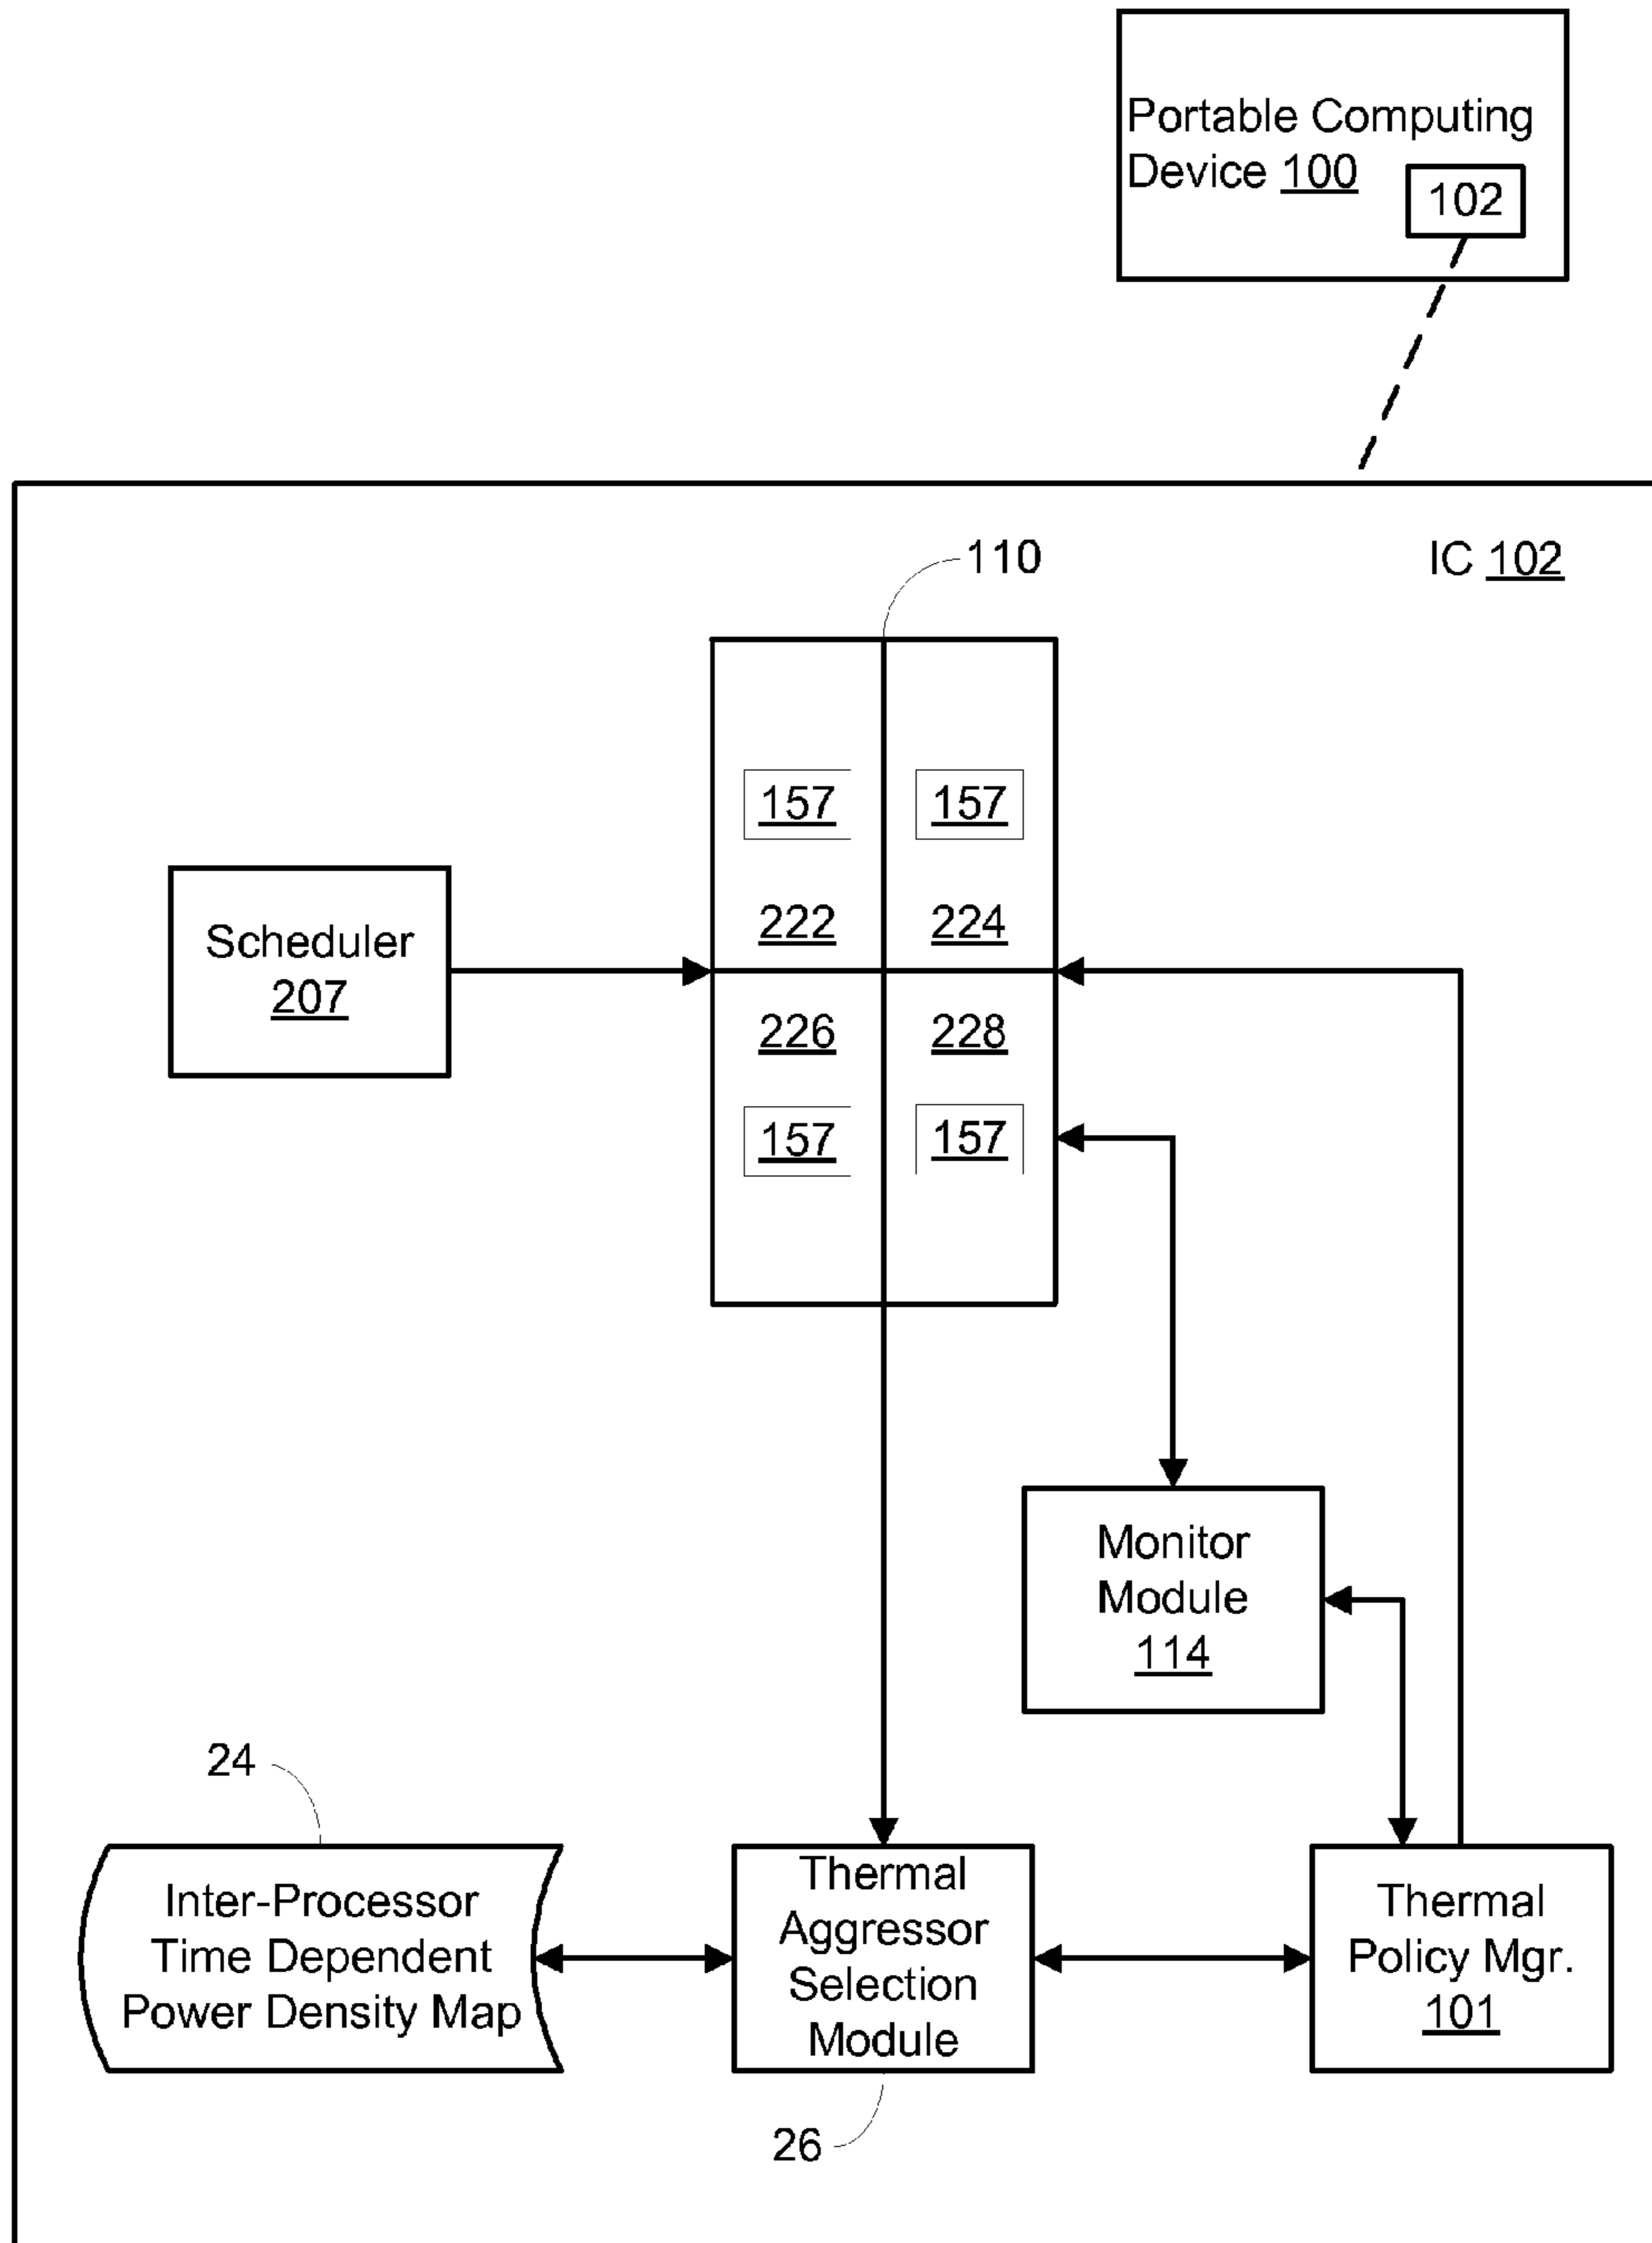 Portable Computing
Device 100
102
110
IC 102
157 157
222 224
Scheduler
207
226 228
157 157
Monitor
Module
114
24
Inter-Processor
Time Dependent
Power Density Map
Thermal
Aggressor
Selection
Module
Thermal
Policy Mgr.
101
26